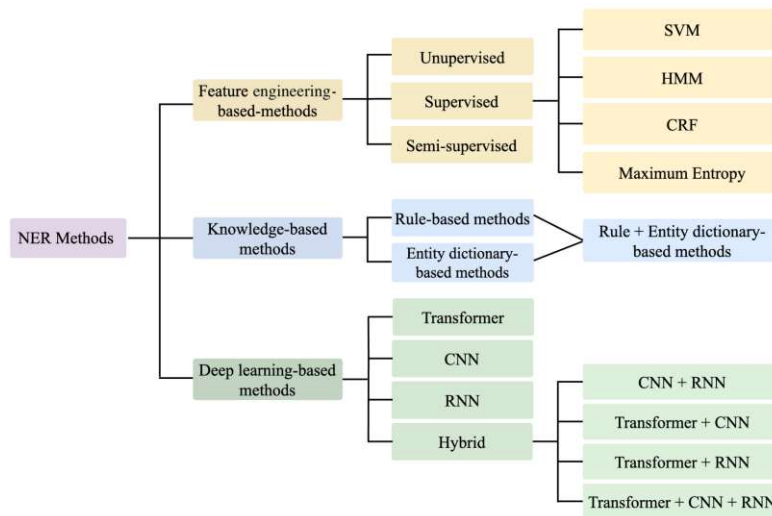 NER Methods
Feature engineering-
based-methods
Unupervised
Supervised
Semi-supervised
SVM
HMM
CRF
Maximum Entropy
Knowledge-based
methods
Rule-based methods
Entity dictionary-
based methods
Rule + Entity dictionary-
based methods
Deep learning-based
methods
Transformer
CNN
RNN
Hybrid
CNN + RNN
Transformer + CNN
Transformer + RNN
Transformer + CNN + RNN